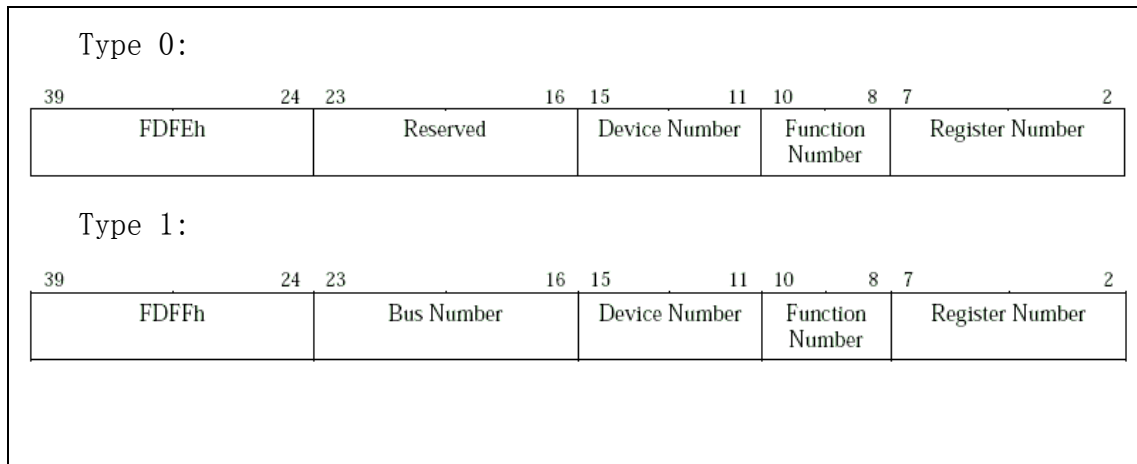 Type 0:
39 24 23 16 15 11 10 8 7 2
FDFEh Reserved Device Number Function Number Register Number
Type 1:
39 24 23 16 15 11 10 8 7 2
FDFFh Bus Number Device Number Function Number Register Number